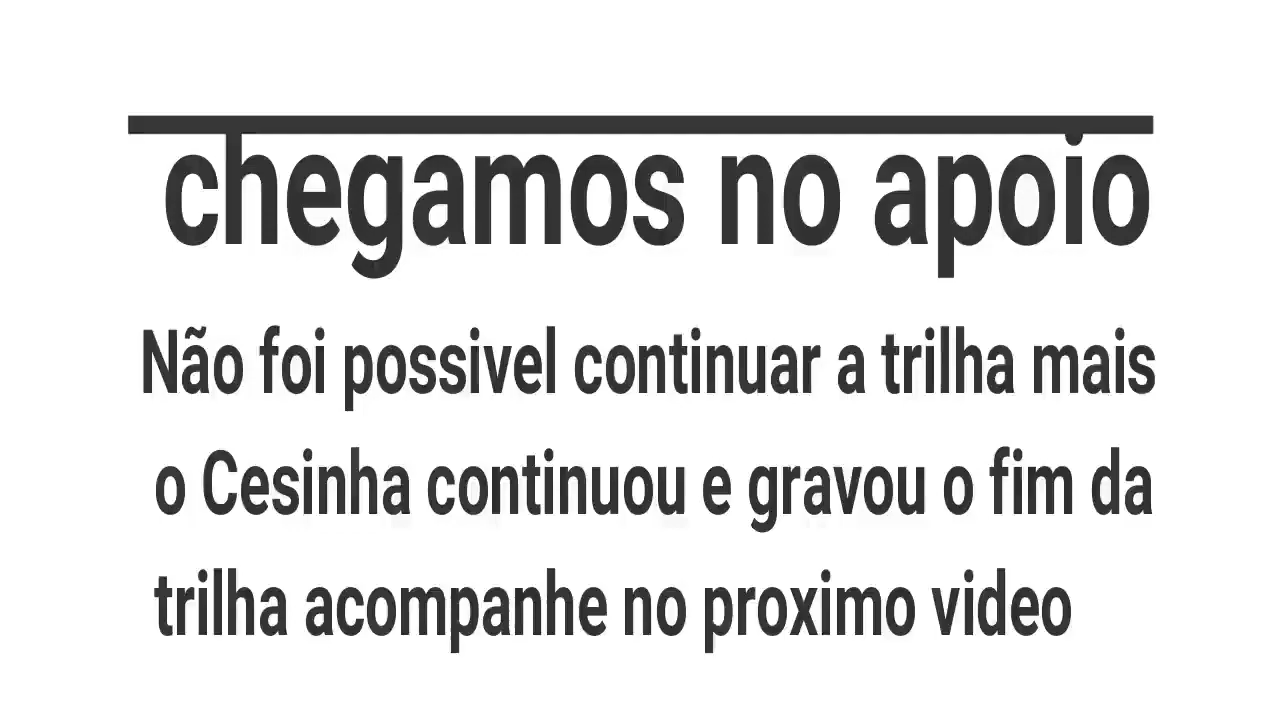 chegamos no apoio
Não foi possivel continuar a trilha mais
o Cesinha continuou e gravou o fim da
trilha acompanhe no proximo video